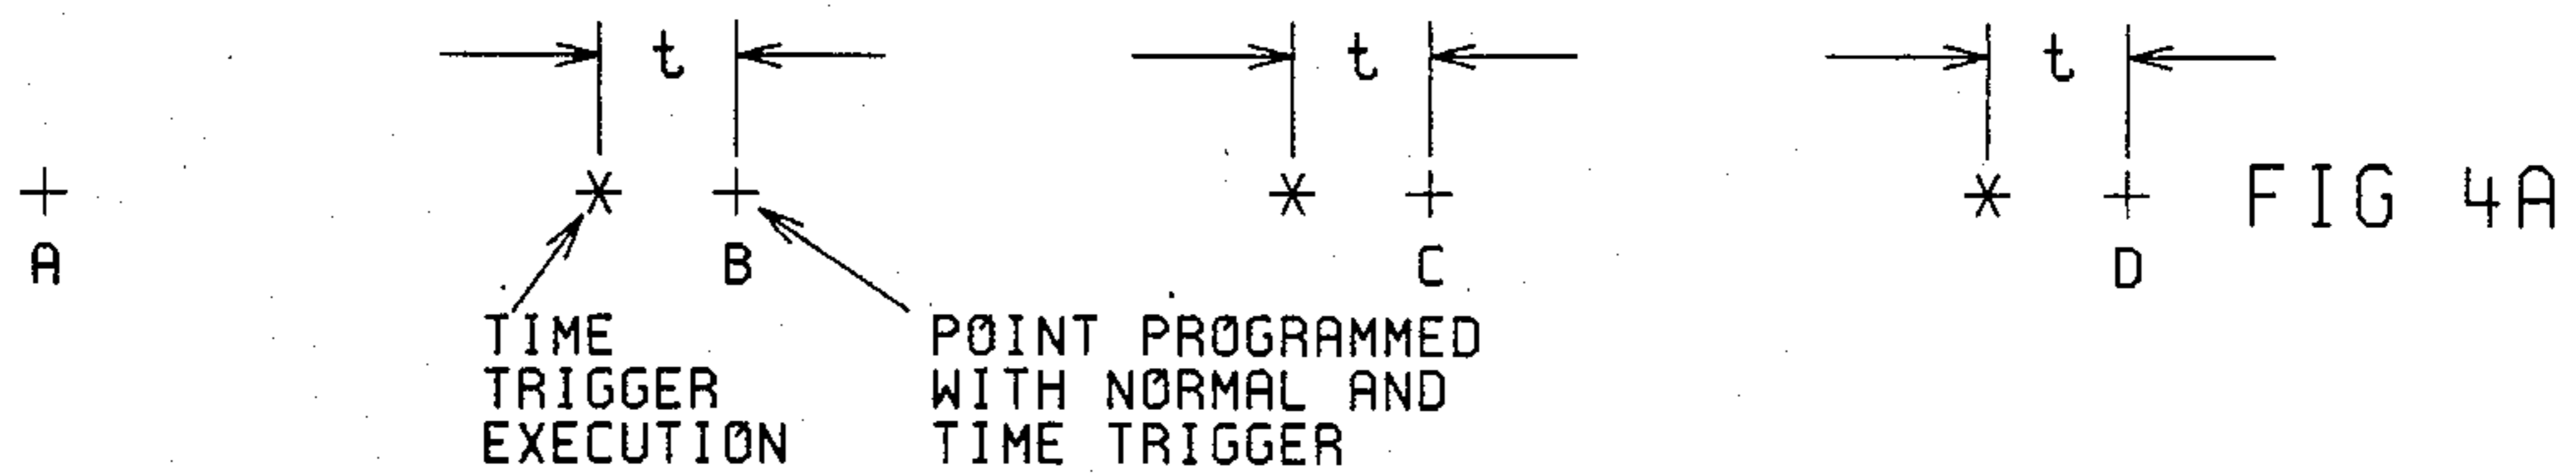 t t t
A B C D FIG 4A
TIME
TRIGGER
EXECUTION
POINT PROGRAMMED
WITH NORMAL AND
TIME TRIGGER